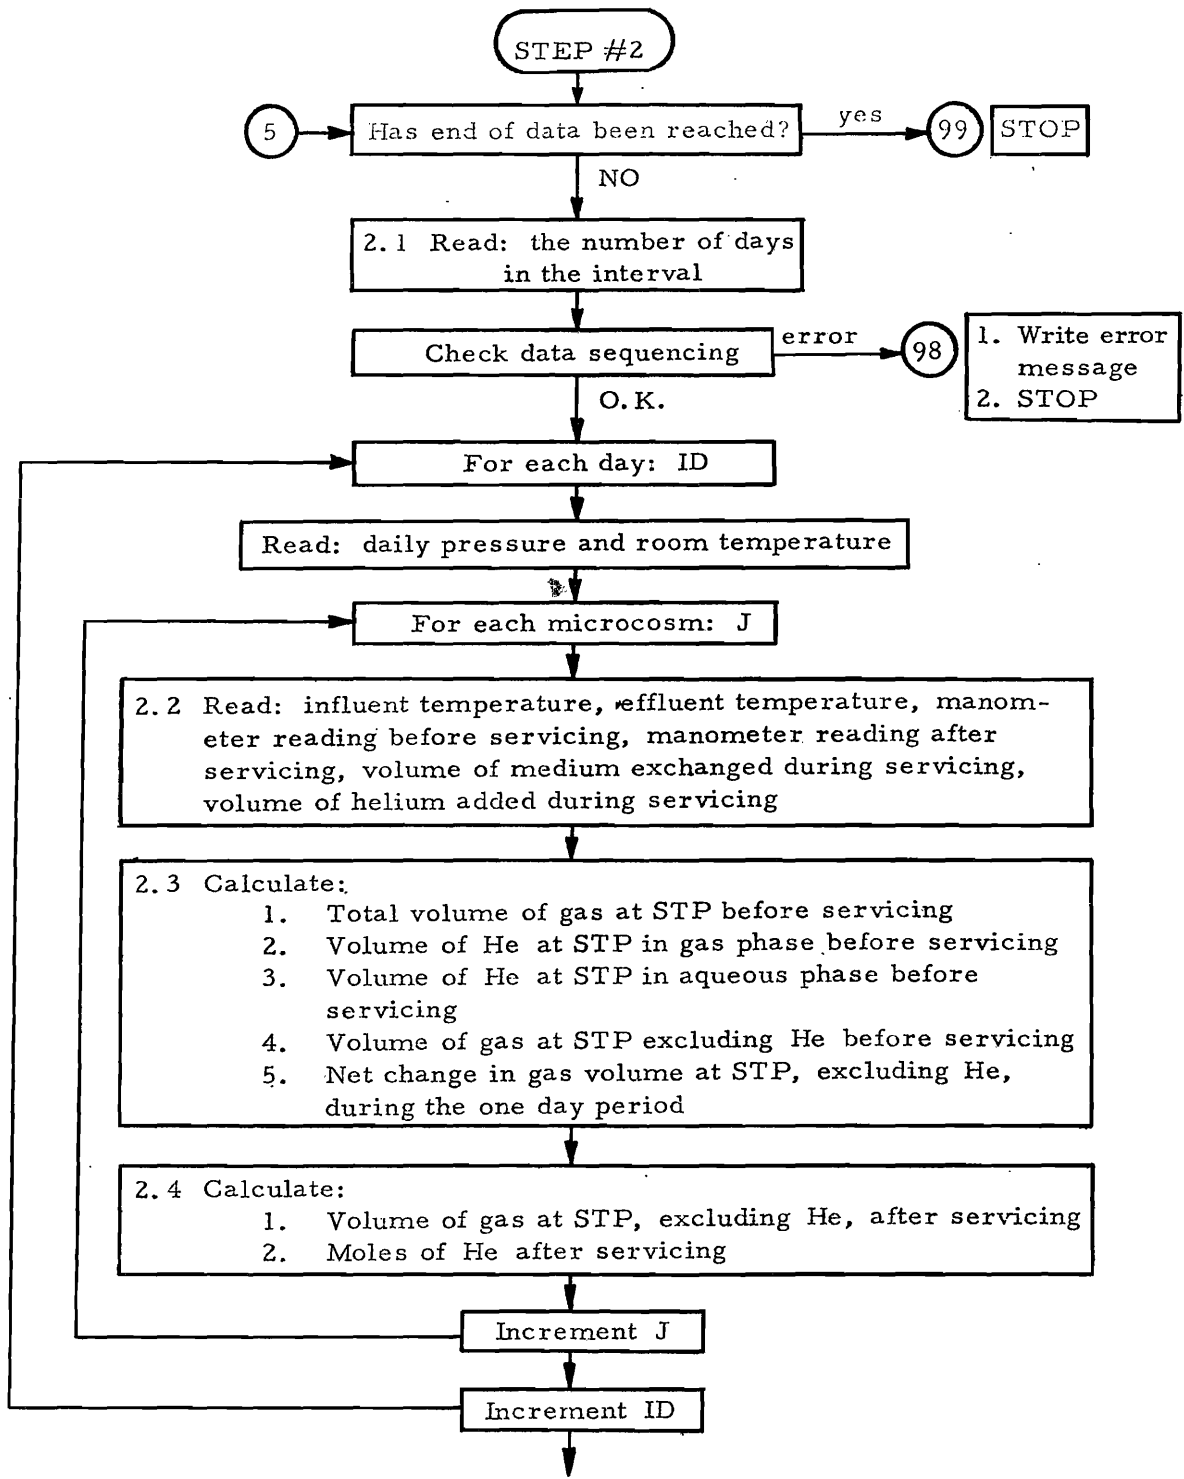 STEP #2
5
Has end of data been reached?
yes
99
STOP
NO
2.1 Read: the number of days
in the interval
Check data sequencing
error
98
1. Write error
message
2. STOP
O.K.
For each day: ID
Read: daily pressure and room temperature
For each microcosm: J
2.2 Read: influent temperature, effluent temperature, manom-
eter reading before servicing, manometer reading after
servicing, volume of medium exchanged during servicing,
volume of helium added during servicing
2.3 Calculate:
1. Total volume of gas at STP before servicing
2. Volume of He at STP in gas phase before servicing
3. Volume of He at STP in aqueous phase before
servicing
4. Volume of gas at STP excluding He before servicing
5. Net change in gas volume at STP, excluding He,
during the one day period
2.4 Calculate:
1. Volume of gas at STP, excluding He, after servicing
2. Moles of He after servicing
Increment J
Increment ID